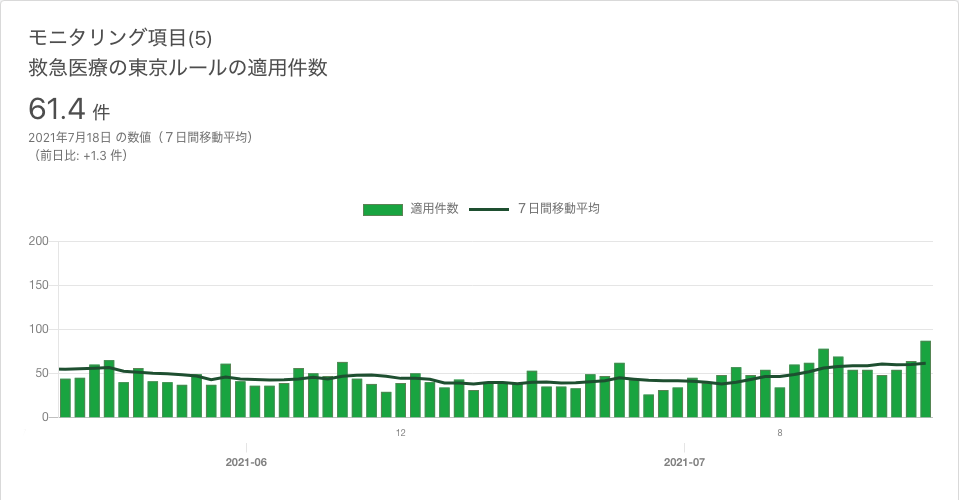 モニタリング項目(5)
救急医療の東京ルールの適用件数
61.4 件
2021年7月18日 の数値（７日間移動平均）
（前日比: +1.3 件）
適用件数 ７日間移動平均
200
150
100
50
0
12 8
2021-06 2021-07